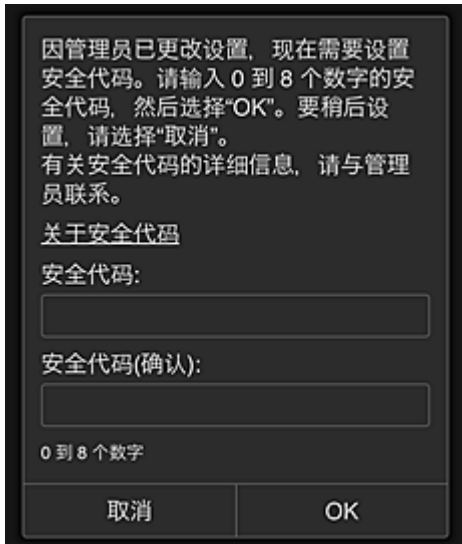 因管理员已更改设置，现在需要设置
安全代码。请输入 0 到 8 个数字的安
全代码，然后选择“OK”。要稍后设
置，请选择“取消”。
有关安全代码的详细信息，请与管理
员联系。
关于安全代码
安全代码:
安全代码(确认):
0 到 8 个数字
取消
OK